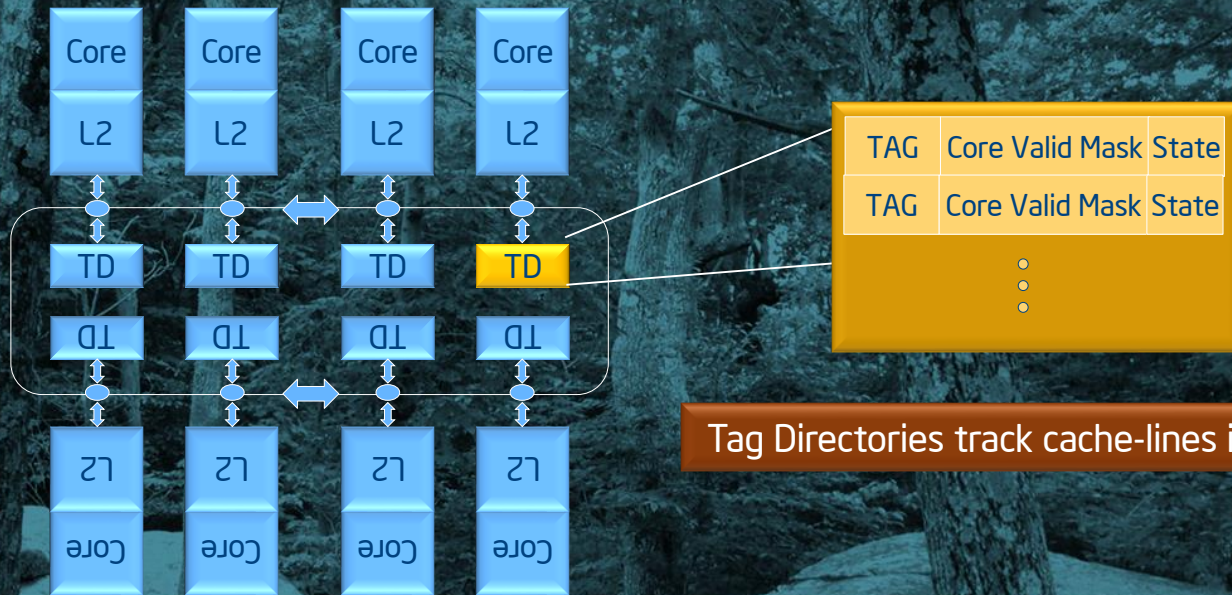 Core Core Core Core
L2 L2 L2 L2
TD TD TD TD
TD TD TD TD
L2 L2 L2 L2
Core Core Core Core
TAG Core Valid Mask State
TAG Core Valid Mask State
Tag Directories track cache-lines i